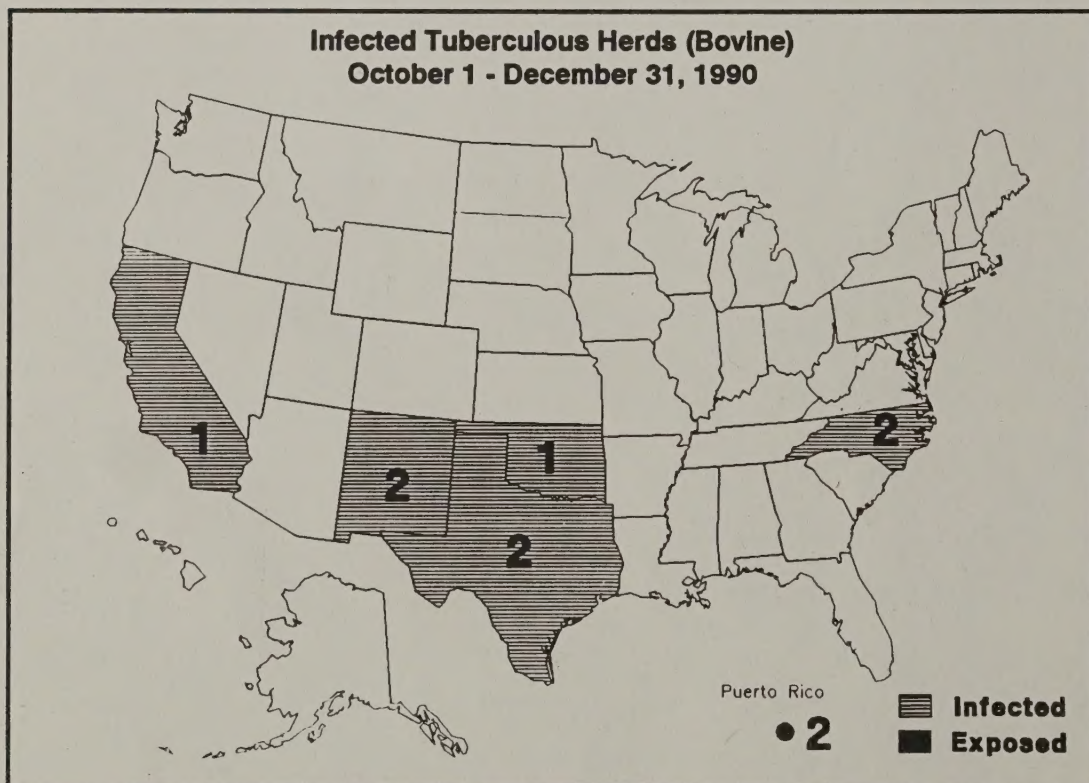 Infected Tuberculous Herds (Bovine)
October 1 - December 31, 1990
1
2
1
2
2
Puerto Rico
2
Infected
Exposed